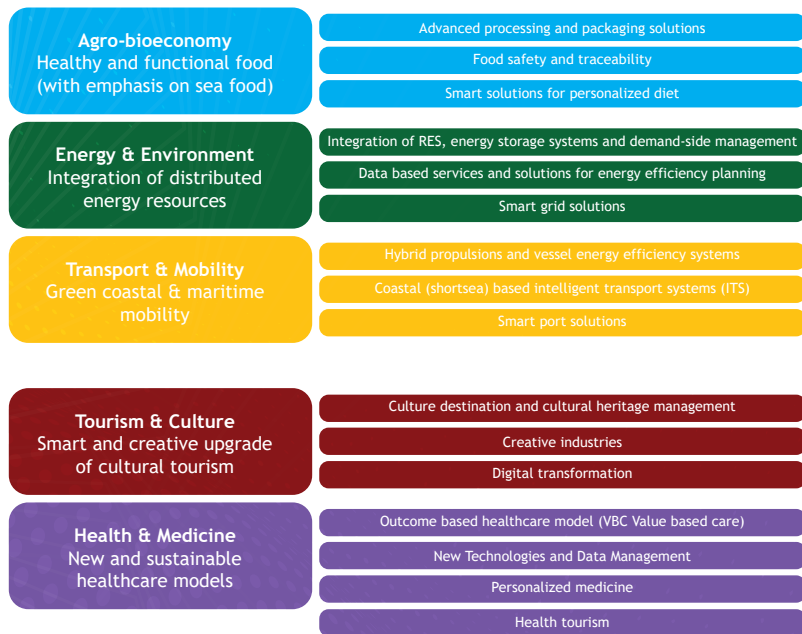 Agro-bioeconomy
Healthy and functional food
(with emphasis on sea food)
Advanced processing and packaging solutions
Food safety and traceability
Smart solutions for personalized diet
Energy & Environment
Integration of distributed
energy resources
Integration of RES, energy storage systems and demand-side management
Data based services and solutions for energy efficiency planning
Smart grid solutions
Transport & Mobility
Green coastal & maritime
mobility
Hybrid propulsions and vessel energy efficiency systems
Coastal (shortsea) based intelligent transport systems (ITS)
Smart port solutions
Tourism & Culture
Smart and creative upgrade
of cultural tourism
Culture destination and cultural heritage management
Creative industries
Digital transformation
Health & Medicine
New and sustainable
healthcare models
Outcome based healthcare model (VBC Value based care)
New Technologies and Data Management
Personalized medicine
Health tourism